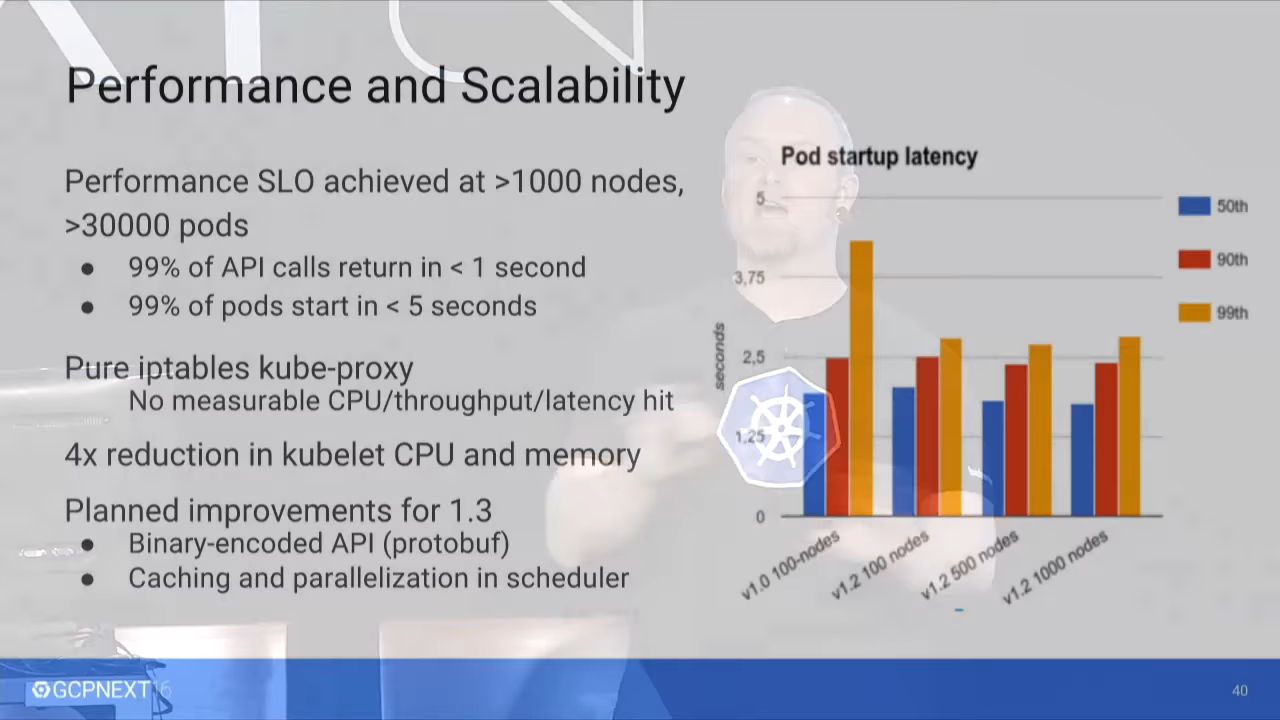 Performance and Scalability
Performance SLO achieved at >1000 nodes,
>30000 pods
● 99% of API calls return in < 1 second
● 99% of pods start in < 5 seconds
Pure iptables kube-proxy
No measurable CPU/throughput/latency hit
4x reduction in kubelet CPU and memory
Planned improvements for 1.3
● Binary-encoded API (protobuf)
● Caching and parallelization in scheduler
Pod startup latency
5
3,75
2,5
1,25
0
seconds
50th
90th
99th
v1.0 100-nodes
v1.2 100 nodes
v1.2 500 nodes
v1.2 1000 nodes
GCPNEXT16
40